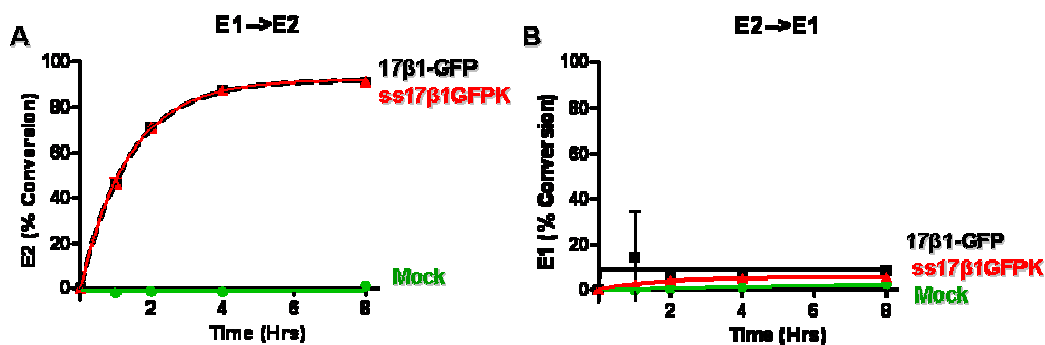 A
E1→E2
E2 (% Conversion)
100
80
60
40
20
0
2
4
6
8
Time (Hrs)
17β1-GFP
ss17β1GFPK
Mock
B
E2→E1
E1 (% Conversion)
100
80
60
40
20
0
2
4
6
8
Time (Hrs)
17β1-GFP
ss17β1GFPK
Mock